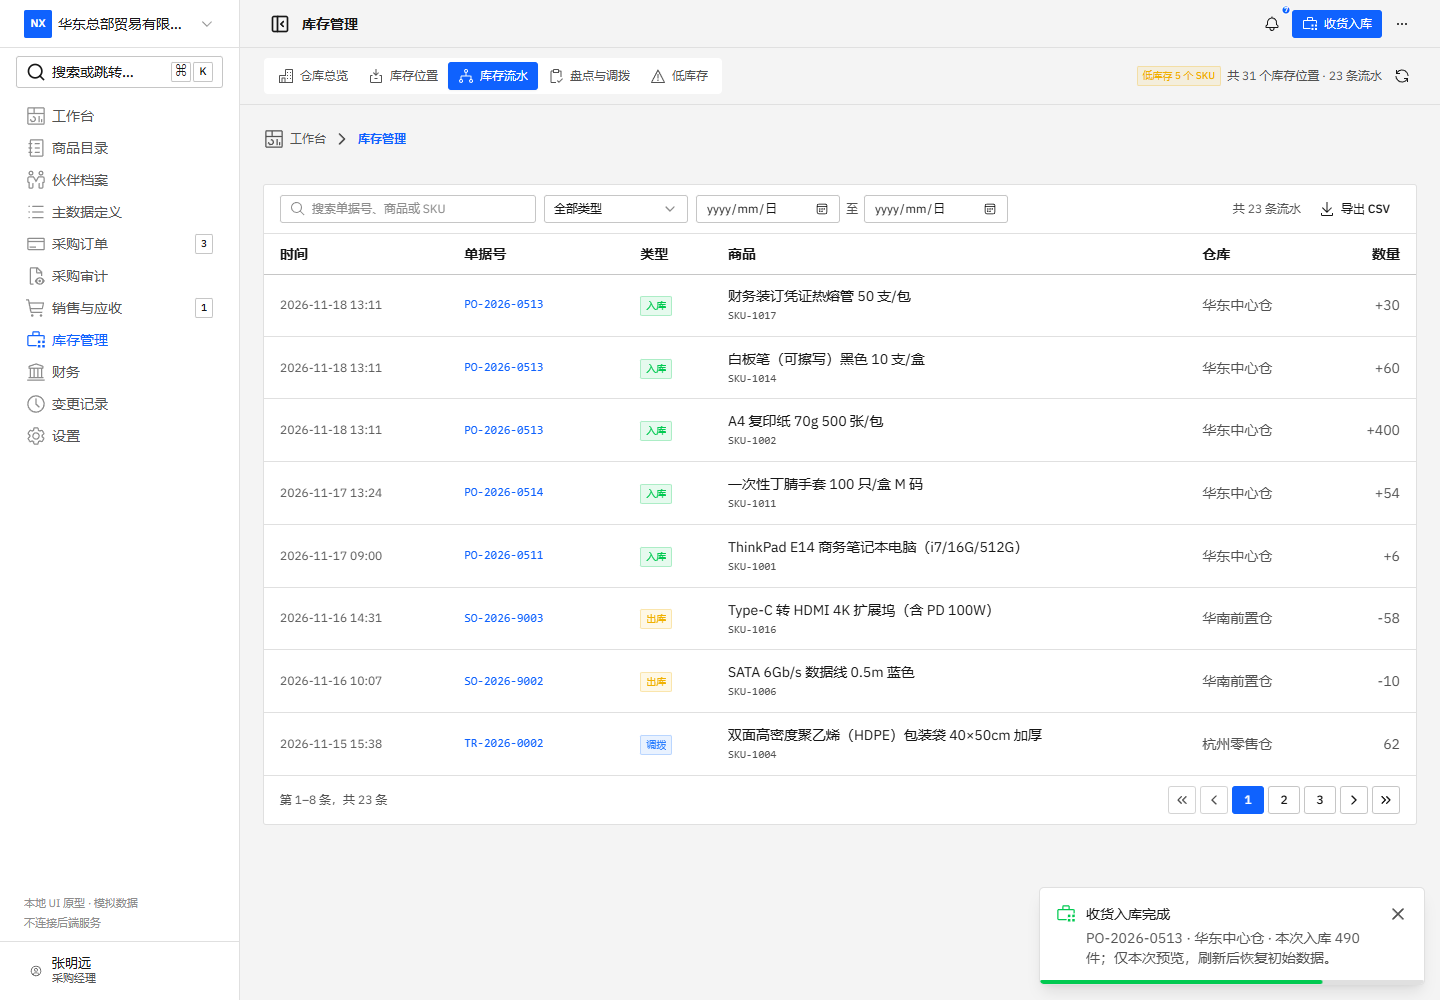 NX 华东总部贸易有限...
搜索或跳转... ⌘ K
工作台
商品目录
伙伴档案
主数据定义
采购订单 3
采购审计
销售与应收 1
库存管理
财务
变更记录
设置
本地 UI 原型 · 模拟数据
不连接后端服务
张明远
采购经理
库存管理
7 收货入库 ···
仓库总览 库存位置 库存流水 盘点与调拨 低库存
低库存 5 个 SKU 共 31 个库存位置 · 23 条流水
工作台 > 库存管理
搜索单据号、商品或 SKU 全部类型 yyyy/mm/日 至 yyyy/mm/日 共 23 条流水 导出 CSV
时间 单据号 类型 商品 仓库 数量
2026-11-18 13:11 PO-2026-0513 入库 财务装订凭证热熔管 50 支/包 华东中心仓 +30
SKU-1017
2026-11-18 13:11 PO-2026-0513 入库 白板笔（可擦写）黑色 10 支/盒 华东中心仓 +60
SKU-1014
2026-11-18 13:11 PO-2026-0513 入库 A4 复印纸 70g 500 张/包 华东中心仓 +400
SKU-1002
2026-11-17 13:24 PO-2026-0514 入库 一次性丁腈手套 100 只/盒 M 码 华东中心仓 +54
SKU-1011
2026-11-17 09:00 PO-2026-0511 入库 ThinkPad E14 商务笔记本电脑（i7/16G/512G） 华东中心仓 +6
SKU-1001
2026-11-16 14:31 SO-2026-9003 出库 Type-C 转 HDMI 4K 扩展坞（含 PD 100W） 华南前置仓 -58
SKU-1016
2026-11-16 10:07 SO-2026-9002 出库 SATA 6Gb/s 数据线 0.5m 蓝色 华南前置仓 -10
SKU-1006
2026-11-15 15:38 TR-2026-0002 调拨 双面高密度聚乙烯（HDPE）包装袋 40×50cm 加厚 杭州零售仓 62
SKU-1004
第 1–8 条，共 23 条 « ‹ 1 2 3 › »
收货入库完成
PO-2026-0513 · 华东中心仓 · 本次入库 490
件；仅本次预览，刷新后恢复初始数据。